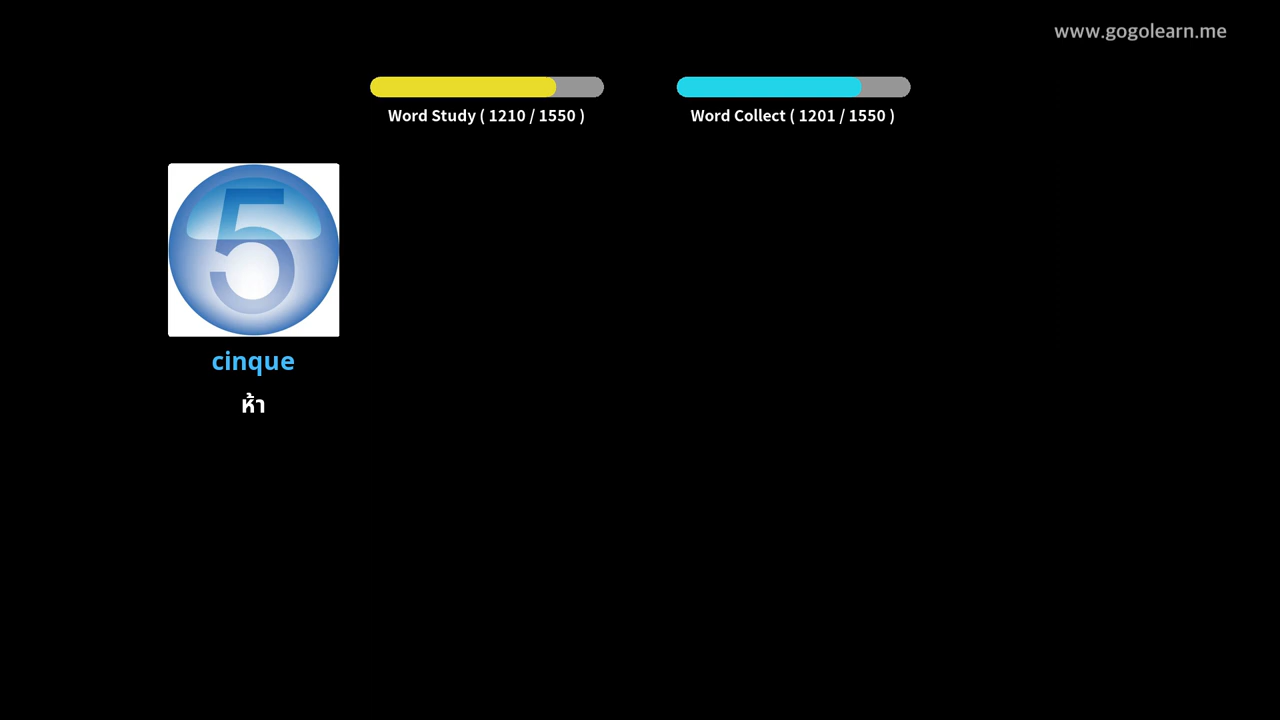 www.gogolearn.me
Word Study ( 1210 / 1550 )
Word Collect ( 1201 / 1550 )
5
cinque
ห้า